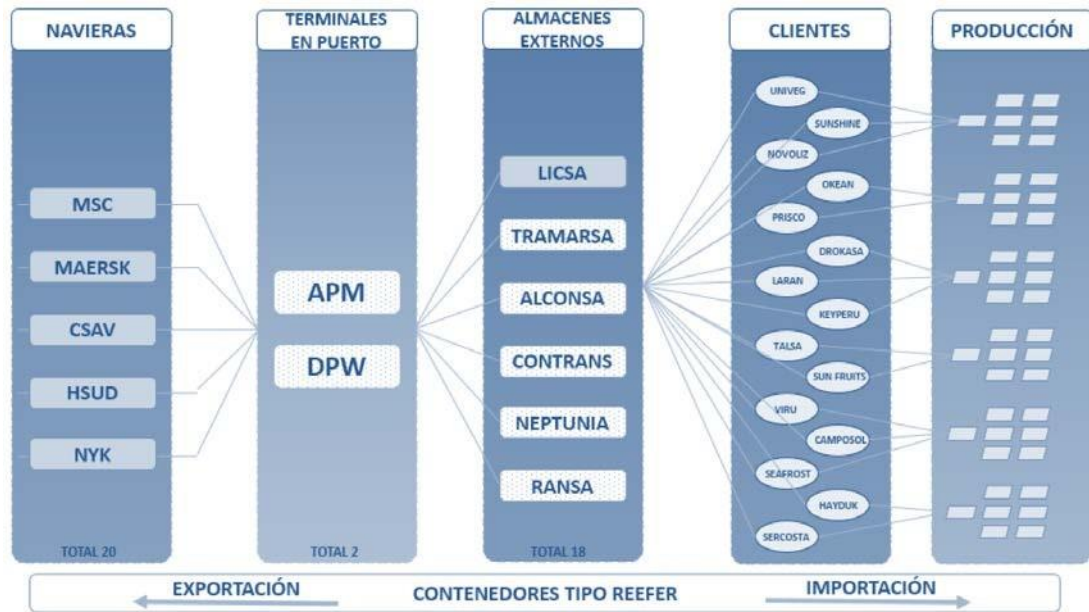 NAVIERAS
MSC
MAERSK
CSAV
HSUD
NYK
TOTAL 20
TERMINALES
EN PUERTO
APM
DPW
TOTAL 2
ALMACENES
EXTERNOS
LICSA
TRAMARSA
ALCONSA
CONTRANS
NEPTUNIA
RANSA
TOTAL 18
CLIENTES
UNIVEG
SUNSHINE
NOVOLIZ
OKEAN
PRISCO
DROKASA
LARAN
KEYPERU
TALSA
SUN FRUITS
VIRU
CAMPOSOL
SEAFROST
HAYDUK
SERCOSTA
PRODUCCIÓN
EXPORTACIÓN
CONTENEDORES TIPO REEFER
IMPORTACIÓN